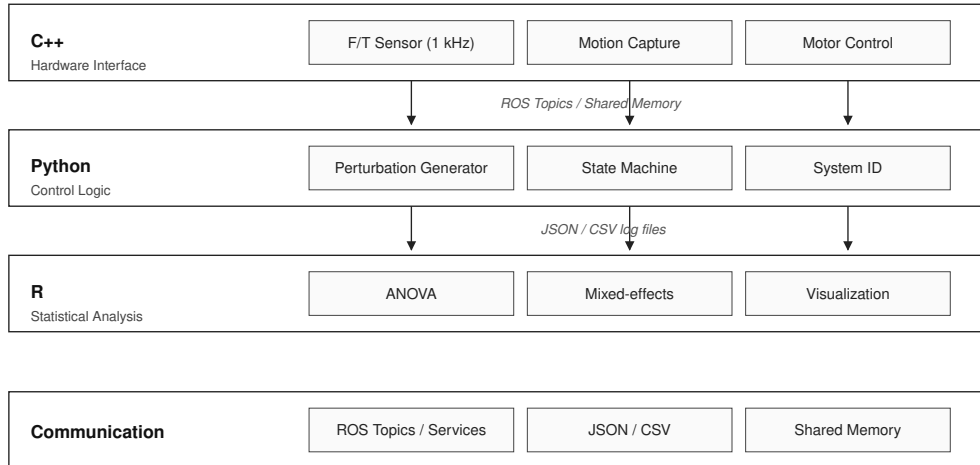 C++
Hardware Interface
F/T Sensor (1 kHz)
Motion Capture
Motor Control
ROS Topics / Shared Memory
Python
Control Logic
Perturbation Generator
State Machine
System ID
JSON / CSV log files
R
Statistical Analysis
ANOVA
Mixed-effects
Visualization
Communication
ROS Topics / Services
JSON / CSV
Shared Memory